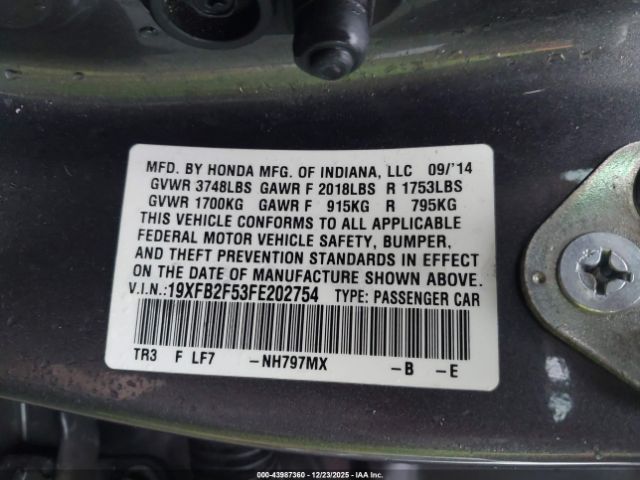 MFD. BY HONDA MFG. OF INDIANA, LLC 09/'14
GVWR 3748LBS GAWR F 2018LBS R 1753LBS
GVWR 1700KG GAWR F 915KG R 795KG
THIS VEHICLE CONFORMS TO ALL APPLICABLE
FEDERAL MOTOR VEHICLE SAFETY, BUMPER,
AND THEFT PREVENTION STANDARDS IN EFFECT
ON THE DATE OF MANUFACTURE SHOWN ABOVE.
V.I.N.:19XFB2F53FE202754 TYPE: PASSENGER CAR
TR3 F LF7 -NH797MX -B -E
000-43987360 - 12/23/2025 - IAAI.com